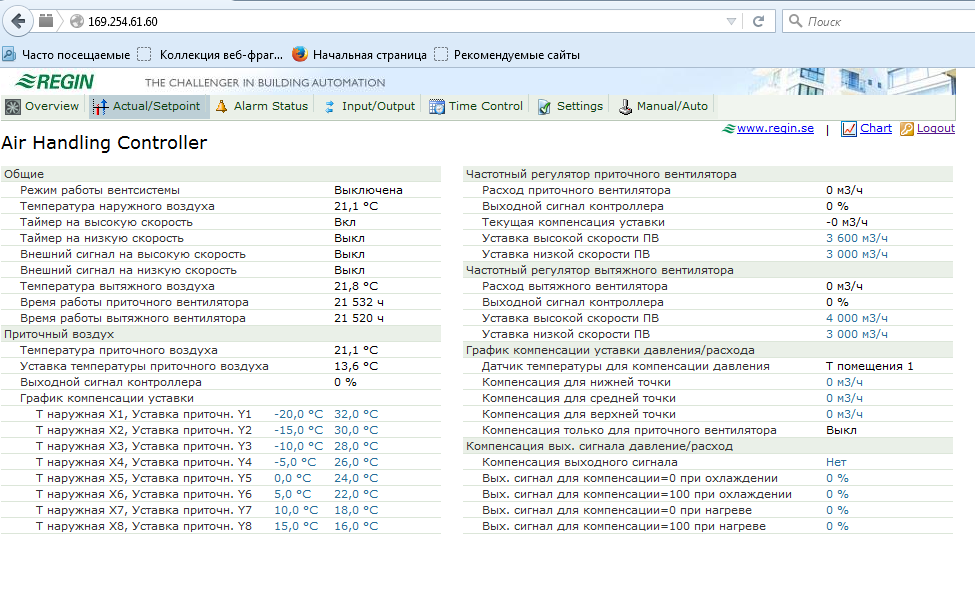 169.254.61.60
Поиск
Часто посещаемые Коллекция веб-фраг... Начальная страница Рекомендуемые сайты
REGIN THE CHALLENGER IN BUILDING AUTOMATION
Overview Actual/Setpoint Alarm Status Input/Output Time Control Settings Manual/Auto
www.regin.se | Chart Logout
Air Handling Controller
Общие
Режим работы вентсистемы Выключена
Температура наружного воздуха 21,1 °C
Таймер на высокую скорость Вкл
Таймер на низкую скорость Выкл
Внешний сигнал на высокую скорость Выкл
Внешний сигнал на низкую скорость Выкл
Температура вытяжного воздуха 21,8 °C
Время работы приточного вентилятора 21 532 ч
Время работы вытяжного вентилятора 21 520 ч
Приточный воздух
Температура приточного воздуха 21,1 °C
Уставка температуры приточного воздуха 13,6 °C
Выходной сигнал контроллера 0 %
График компенсации уставки
Т наружная X1, Уставка приточн. Y1 -20,0 °C 32,0 °C
Т наружная X2, Уставка приточн. Y2 -15,0 °C 30,0 °C
Т наружная X3, Уставка приточн. Y3 -10,0 °C 28,0 °C
Т наружная X4, Уставка приточн. Y4 -5,0 °C 26,0 °C
Т наружная X5, Уставка приточн. Y5 0,0 °C 24,0 °C
Т наружная X6, Уставка приточн. Y6 5,0 °C 22,0 °C
Т наружная X7, Уставка приточн. Y7 10,0 °C 18,0 °C
Т наружная X8, Уставка приточн. Y8 15,0 °C 16,0 °C
Частотный регулятор приточного вентилятора
Расход приточного вентилятора 0 м3/ч
Выходной сигнал контроллера 0 %
Текущая компенсация уставки -0 м3/ч
Уставка высокой скорости ПВ 3 600 м3/ч
Уставка низкой скорости ПВ 3 000 м3/ч
Частотный регулятор вытяжного вентилятора
Расход вытяжного вентилятора 0 м3/ч
Выходной сигнал контроллера 0 %
Уставка высокой скорости ПВ 4 000 м3/ч
Уставка низкой скорости ПВ 3 000 м3/ч
График компенсации уставки давления/расхода
Датчик температуры для компенсации давления Т помещения 1
Компенсация для нижней точки 0 м3/ч
Компенсация для средней точки 0 м3/ч
Компенсация для верхней точки 0 м3/ч
Компенсация только для приточного вентилятора Выкл
Компенсация вых. сигнала давление/расход
Компенсация выходного сигнала Нет
Вых. сигнал для компенсации=0 при охлаждении 0 %
Вых. сигнал для компенсации=100 при охлаждении 0 %
Вых. сигнал для компенсации=0 при нагреве 0 %
Вых. сигнал для компенсации=100 при нагреве 0 %